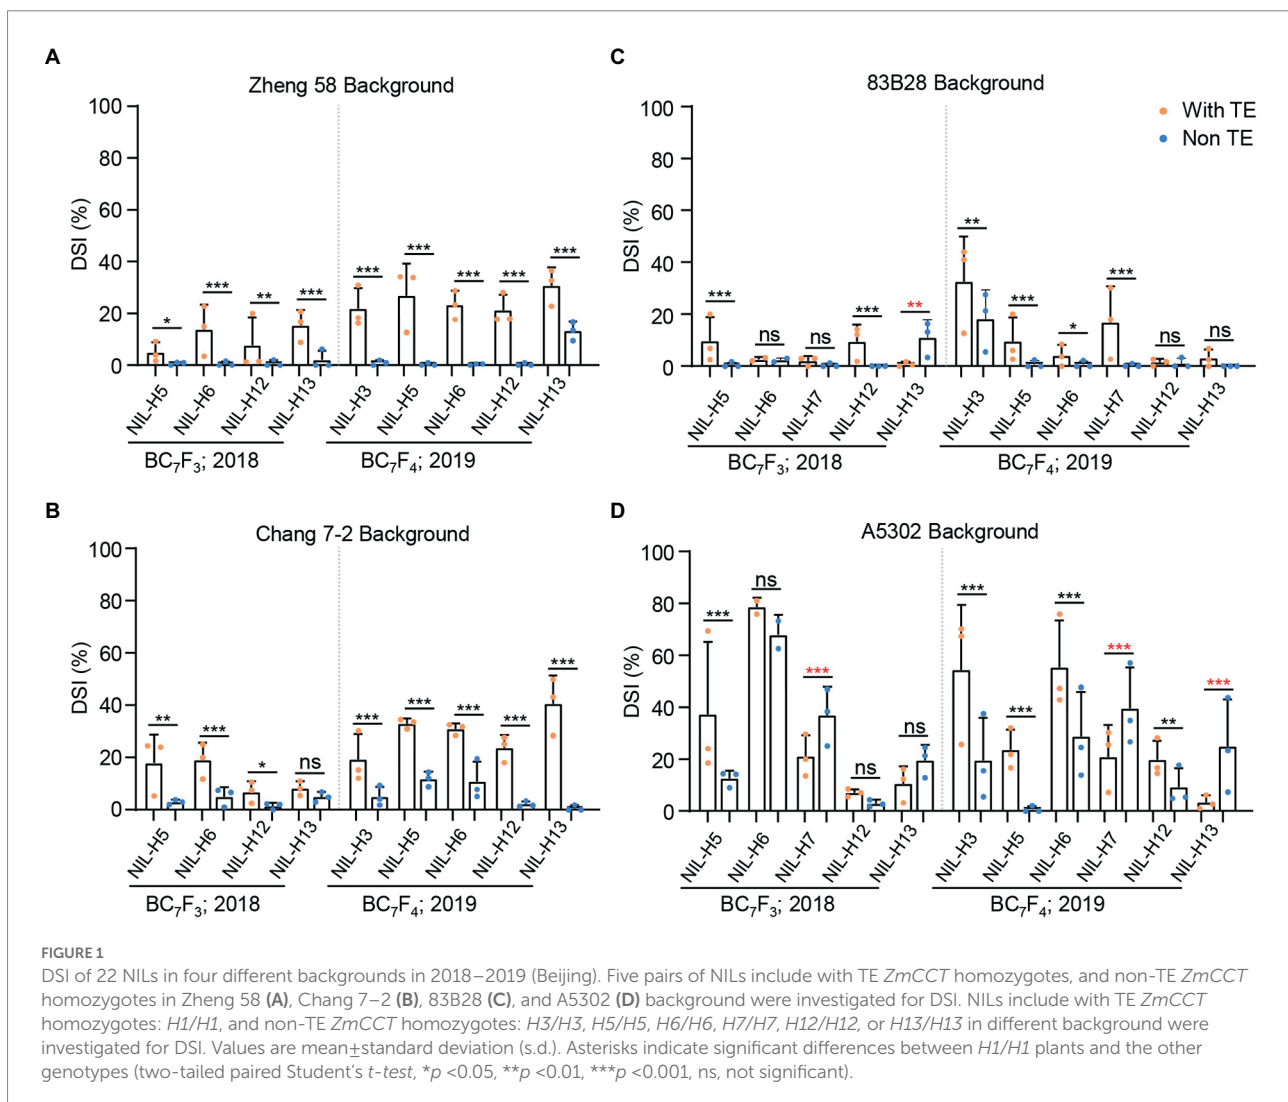 A
Zheng 58 Background
DSI (%)
100
80
60
40
20
0
* *** ** *** *** *** *** *** ***
NIL-H5 NIL-H6 NIL-H12 NIL-H13 NIL-H3 NIL-H5 NIL-H6 NIL-H12 NIL-H13
BC7F3; 2018 BC7F4; 2019
C
83B28 Background
With TE
Non TE
DSI (%)
100
80
60
40
20
0
*** ns ns *** ** ** *** * *** ns ns
NIL-H5 NIL-H6 NIL-H7 NIL-H12 NIL-H13 NIL-H3 NIL-H5 NIL-H6 NIL-H7 NIL-H12 NIL-H13
BC7F3; 2018 BC7F4; 2019
B
Chang 7-2 Background
DSI (%)
100
80
60
40
20
0
** *** * ns *** *** *** *** ***
NIL-H5 NIL-H6 NIL-H12 NIL-H13 NIL-H3 NIL-H5 NIL-H6 NIL-H12 NIL-H13
BC7F3; 2018 BC7F4; 2019
D
A5302 Background
DSI (%)
100
80
60
40
20
0
*** ns *** ns ns *** *** *** *** ** ***
NIL-H5 NIL-H6 NIL-H7 NIL-H12 NIL-H13 NIL-H3 NIL-H5 NIL-H6 NIL-H7 NIL-H12 NIL-H13
BC7F3; 2018 BC7F4; 2019
FIGURE 1
DSI of 22 NILs in four different backgrounds in 2018–2019 (Beijing). Five pairs of NILs include with TE ZmCCT homozygotes, and non-TE ZmCCT
homozygotes in Zheng 58 (A), Chang 7–2 (B), 83B28 (C), and A5302 (D) background were investigated for DSI. NILs include with TE ZmCCT
homozygotes: H1/H1, and non-TE ZmCCT homozygotes: H3/H3, H5/H5, H6/H6, H7/H7, H12/H12, or H13/H13 in different background were
investigated for DSI. Values are mean±standard deviation (s.d.). Asterisks indicate significant differences between H1/H1 plants and the other
genotypes (two-tailed paired Student's t-test, *p <0.05, **p <0.01, ***p <0.001, ns, not significant).